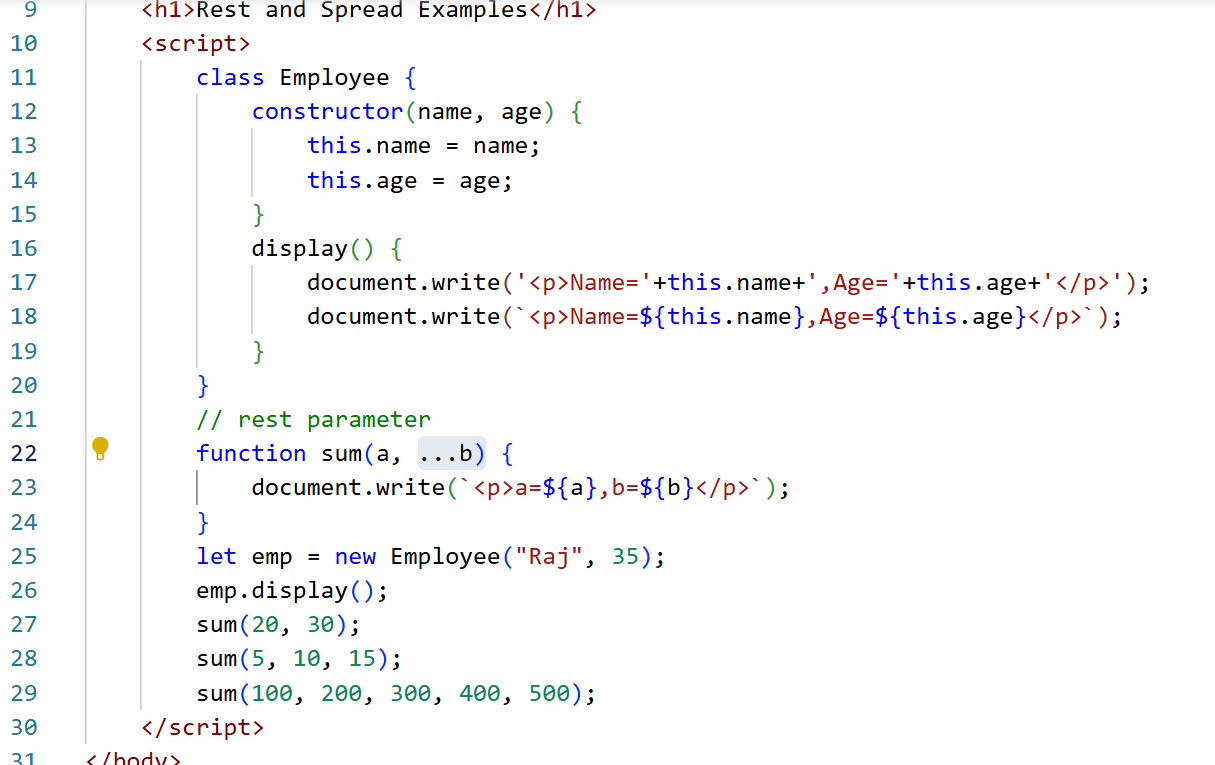 9 <h1>Rest and Spread Examples</h1>
10 <script>
11 class Employee {
12 constructor(name, age) {
13 this.name = name;
14 this.age = age;
15 }
16 display() {
17 document.write('<p>Name='+this.name+',Age='+this.age+'</p>');
18 document.write(`<p>Name=${this.name},Age=${this.age}</p>`);
19 }
20 }
21 // rest parameter
22 function sum(a, ...b) {
23 document.write(`<p>a=${a},b=${b}</p>`);
24 }
25 let emp = new Employee("Raj", 35);
26 emp.display();
27 sum(20, 30);
28 sum(5, 10, 15);
29 sum(100, 200, 300, 400, 500);
30 </script>
31 </body>